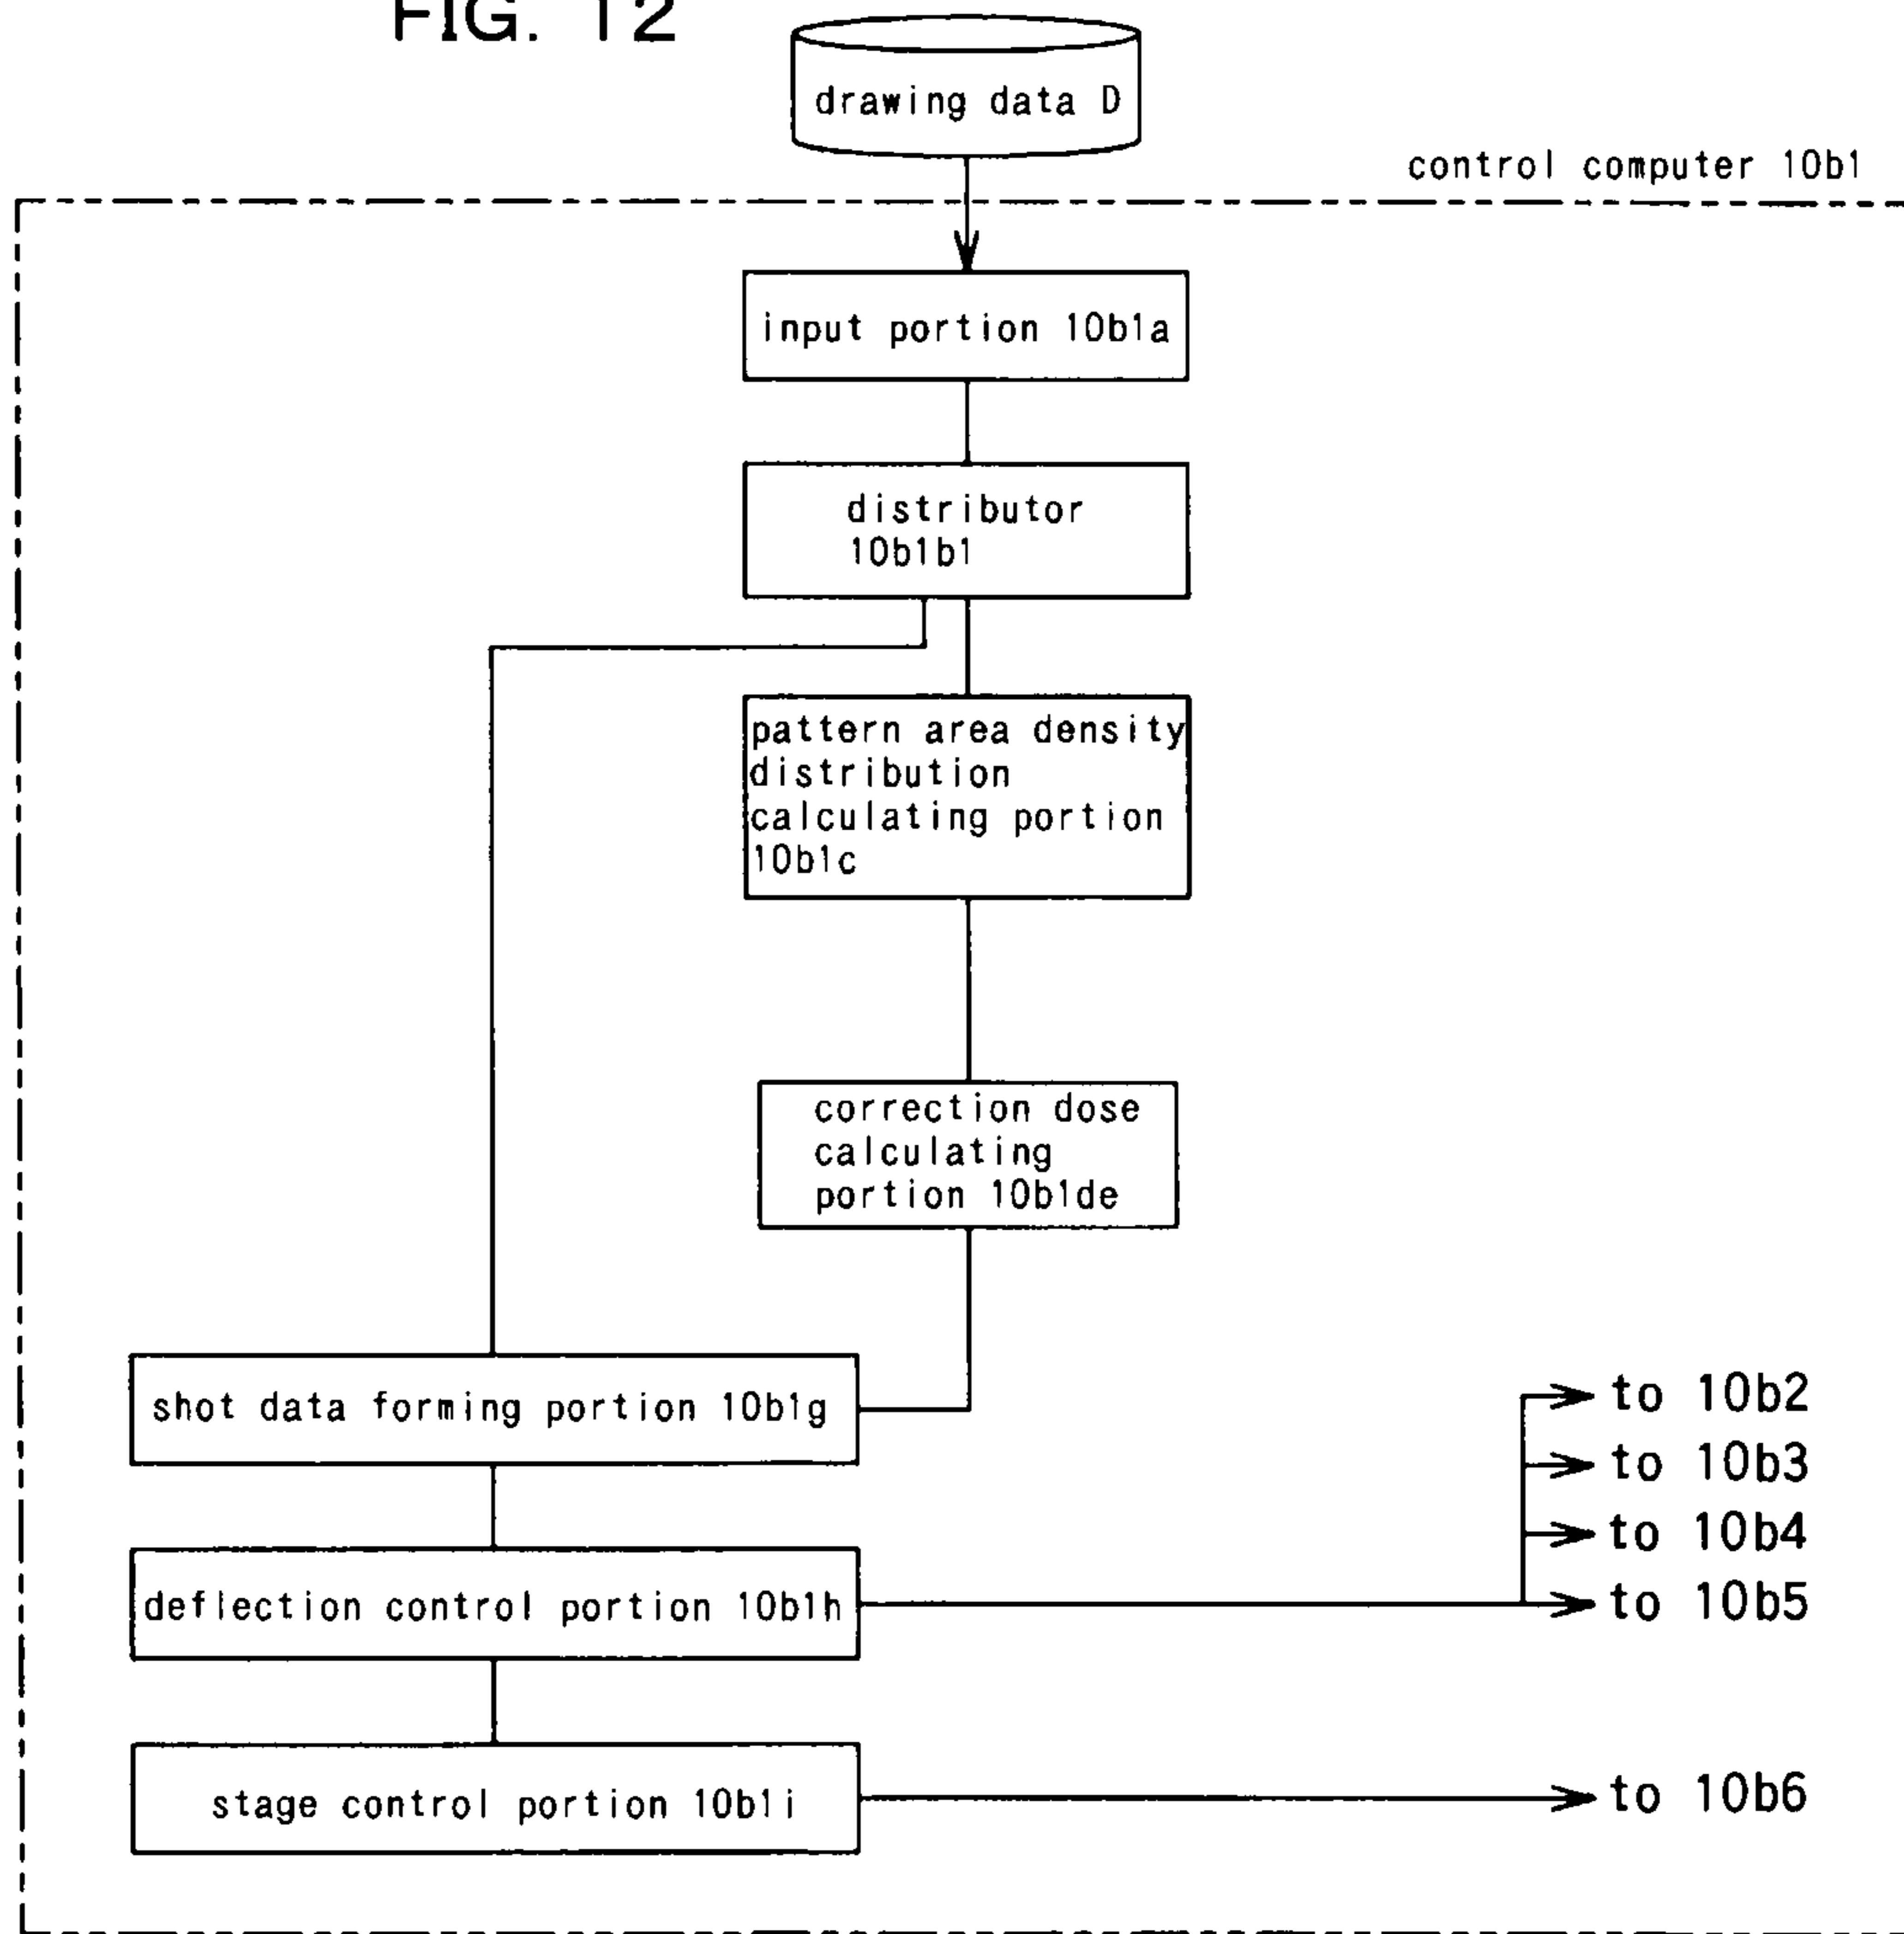 FIG. 12
drawing data D
control computer 10b1
input portion 10b1a
distributor
10b1b1
pattern area density
distribution
calculating portion
10b1c
correction dose
calculating
portion 10b1de
shot data forming portion 10b1g
to 10b2
to 10b3
to 10b4
deflection control portion 10b1h
to 10b5
stage control portion 10b1i
to 10b6